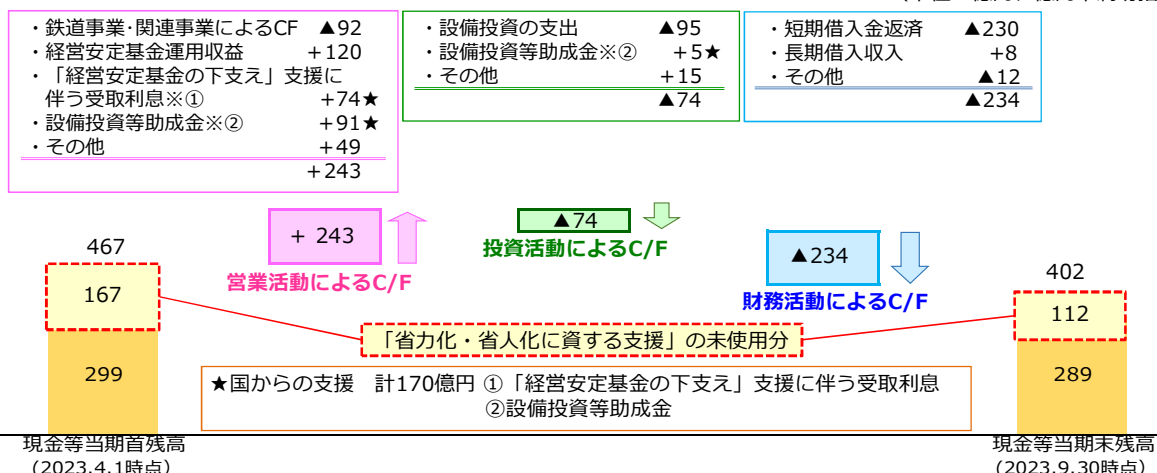 ・鉄道事業･関連事業によるCF ▲92
・経営安定基金運用収益 +120
・「経営安定基金の下支え」支援に
伴う受取利息※① +74★
・設備投資等助成金※② +91★
・その他 +49
+243
・設備投資の支出 ▲95
・設備投資等助成金※② +5★
・その他 +15
▲74
・短期借入金返済 ▲230
・長期借入収入 +8
・その他 ▲12
▲234
467
167
299
+ 243
営業活動によるC/F
▲74
投資活動によるC/F
▲234
財務活動によるC/F
402
112
289
「省力化・省人化に資する支援」の未使用分
★国からの支援 計170億円 ①「経営安定基金の下支え」支援に伴う受取利息
②設備投資等助成金
現金等当期首残高
(2023.4.1時点)
現金等当期末残高
(2023.9.30時点)